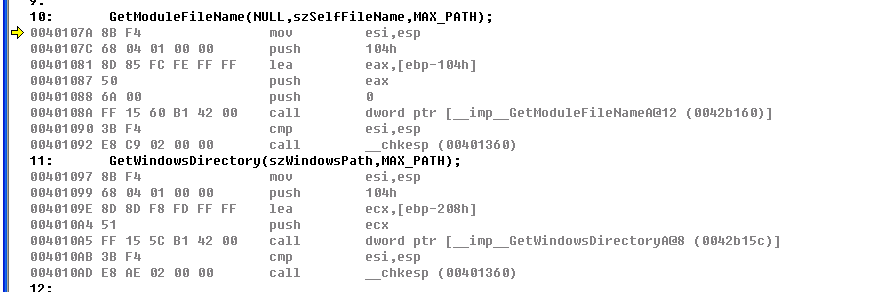 9:
10:       GetModuleFileName(NULL,szSelfFileName,MAX_PATH);
0040107A 8B F4                mov         esi,esp
0040107C 68 04 01 00 00       push        104h
00401081 8D 85 FC FE FF FF    lea         eax,[ebp-104h]
00401087 50                   push        eax
00401088 6A 00                push        0
0040108A FF 15 60 B1 42 00    call        dword ptr [__imp__GetModuleFileNameA@12 (0042b160)]
00401090 3B F4                cmp         esi,esp
00401092 E8 C9 02 00 00       call        __chkesp (00401360)
11:       GetWindowsDirectory(szWindowsPath,MAX_PATH);
00401097 8B F4                mov         esi,esp
00401099 68 04 01 00 00       push        104h
0040109E 8D 8D F8 FD FF FF    lea         ecx,[ebp-208h]
004010A4 51                   push        ecx
004010A5 FF 15 5C B1 42 00    call        dword ptr [__imp__GetWindowsDirectoryA@8 (0042b15c)]
004010AB 3B F4                cmp         esi,esp
004010AD E8 AE 02 00 00       call        __chkesp (00401360)
12: